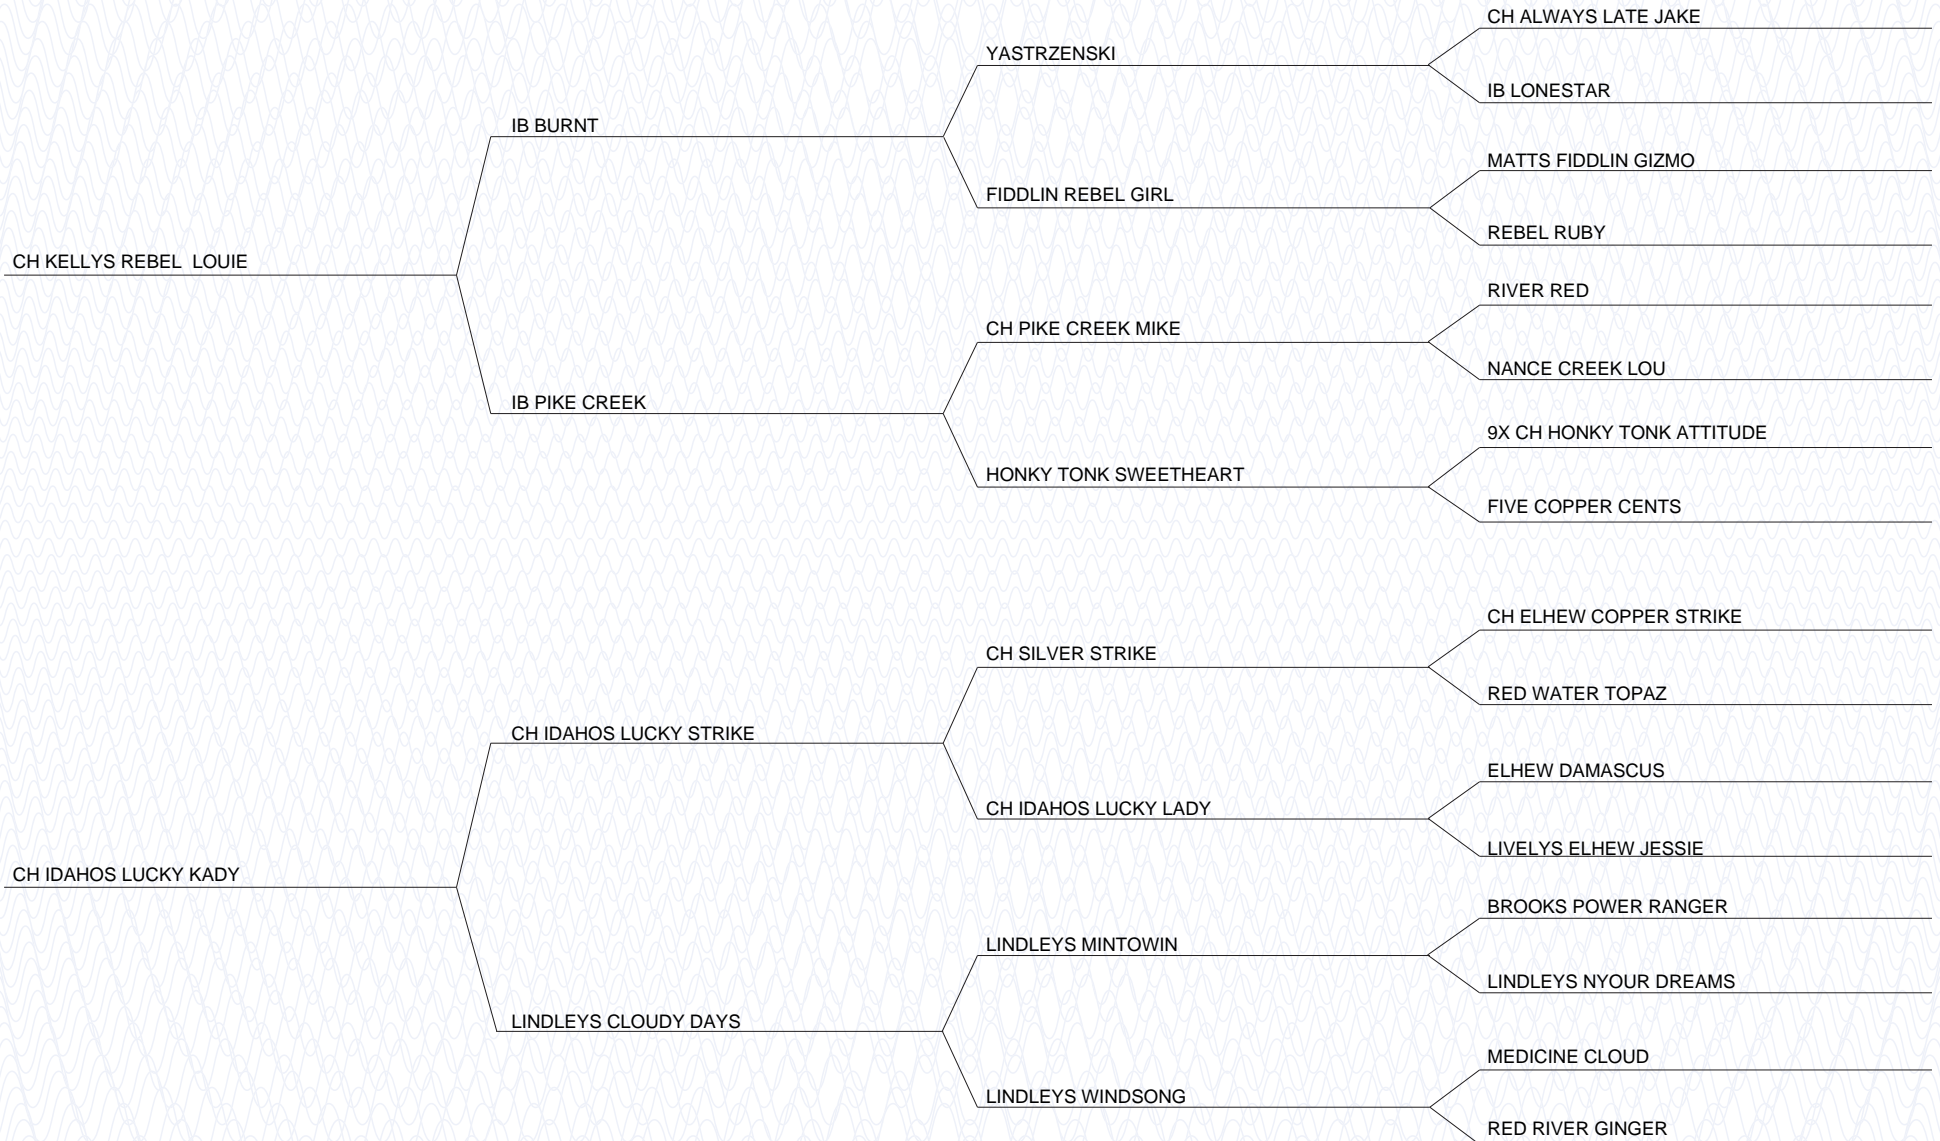 CH ALWAYS LATE JAKE
YASTRZENSKI
IB LONESTAR
IB BURNT
MATTS FIDDLIN GIZMO
FIDDLIN REBEL GIRL
REBEL RUBY
CH KELLYS REBEL  LOUIE
RIVER RED
CH PIKE CREEK MIKE
NANCE CREEK LOU
IB PIKE CREEK
9X CH HONKY TONK ATTITUDE
HONKY TONK SWEETHEART
FIVE COPPER CENTS
CH ELHEW COPPER STRIKE
CH SILVER STRIKE
RED WATER TOPAZ
CH IDAHOS LUCKY STRIKE
ELHEW DAMASCUS
CH IDAHOS LUCKY LADY
LIVELYS ELHEW JESSIE
CH IDAHOS LUCKY KADY
BROOKS POWER RANGER
LINDLEYS MINTOWIN
LINDLEYS NYOUR DREAMS
LINDLEYS CLOUDY DAYS
MEDICINE CLOUD
LINDLEYS WINDSONG
RED RIVER GINGER